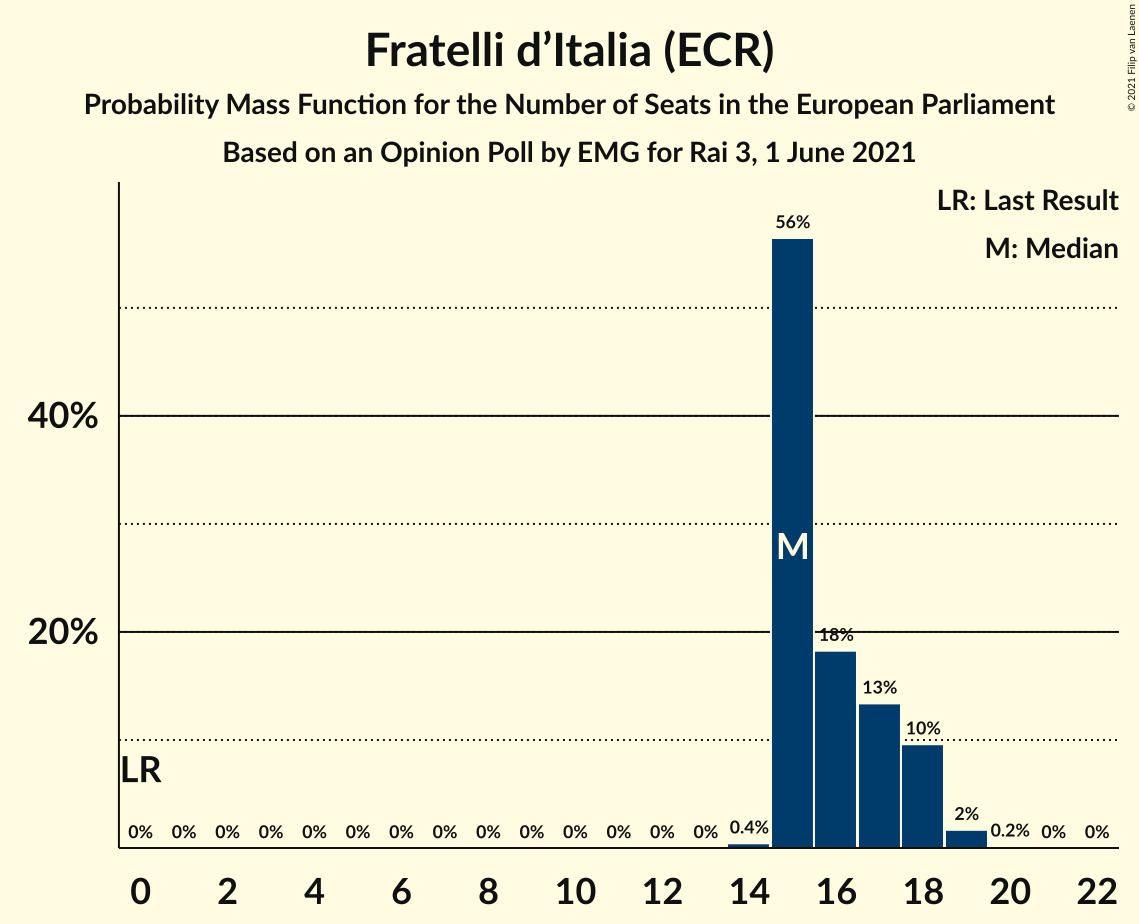 Fratelli d’Italia (ECR)
Probability Mass Function for the Number of Seats in the European Parliament
Based on an Opinion Poll by EMG for Rai 3, 1 June 2021
© 2021 Filip van Laenen
LR: Last Result
M: Median
56%
40%
M
20%
18%
13%
10%
LR
0% 0% 0% 0% 0% 0% 0% 0% 0% 0% 0% 0% 0% 0% 0.4% 2% 0.2% 0% 0%
0 2 4 6 8 10 12 14 16 18 20 22